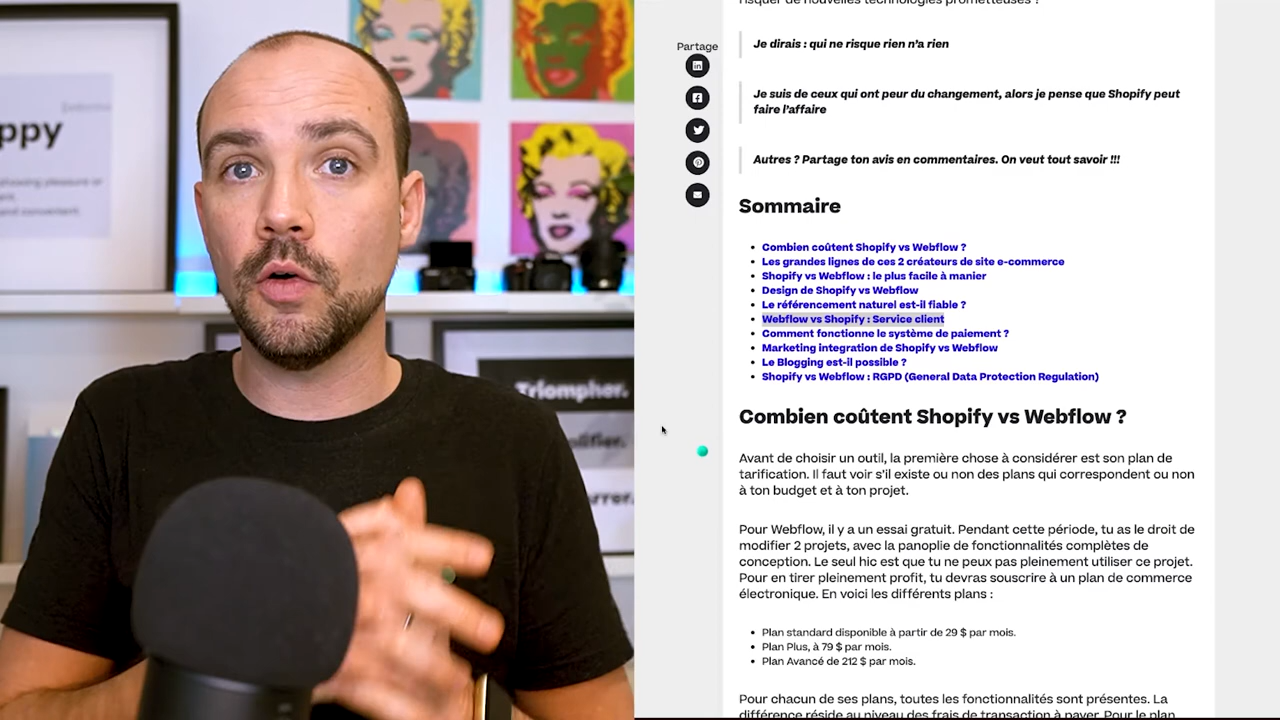 ppy
Triompher.
Partage
risquer de nouvelles technologies prometteuses ?
Je dirais : qui ne risque rien n’a rien
Je suis de ceux qui ont peur du changement, alors je pense que Shopify peut
faire l’affaire
Autres ? Partage ton avis en commentaires. On veut tout savoir !!!
Sommaire
Combien coûtent Shopify vs Webflow ?
Les grandes lignes de ces 2 créateurs de site e-commerce
Shopify vs Webflow : le plus facile à manier
Design de Shopify vs Webflow
Le référencement naturel est-il fiable ?
Webflow vs Shopify : Service client
Comment fonctionne le système de paiement ?
Marketing integration de Shopify vs Webflow
Le Blogging est-il possible ?
Shopify vs Webflow : RGPD (General Data Protection Regulation)
Combien coûtent Shopify vs Webflow ?
Avant de choisir un outil, la première chose à considérer est son plan de
tarification. Il faut voir s’il existe ou non des plans qui correspondent ou non
à ton budget et à ton projet.
Pour Webflow, il y a un essai gratuit. Pendant cette période, tu as le droit de
modifier 2 projets, avec la panoplie de fonctionnalités complètes de
conception. Le seul hic est que tu ne peux pas pleinement utiliser ce projet.
Pour en tirer pleinement profit, tu devras souscrire à un plan de commerce
électronique. En voici les différents plans :
Plan standard disponible à partir de 29 $ par mois.
Plan Plus, à 79 $ par mois.
Plan Avancé de 212 $ par mois.
Pour chacun de ses plans, toutes les fonctionnalités sont présentes. La
différence réside au niveau des frais de transaction à payer. Pour le plan